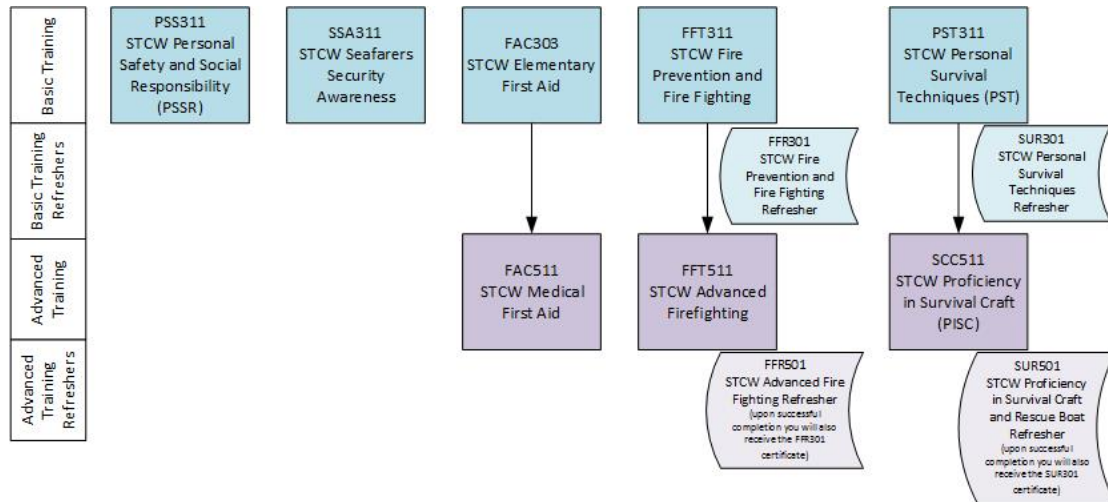 Basic Training
PSS311
STCW Personal
Safety and Social
Responsibility
(PSSR)
SSA311
STCW Seafarers
Security
Awareness
FAC303
STCW Elementary
First Aid
FFT311
STCW Fire
Prevention and
Fire Fighting
PST311
STCW Personal
Survival
Techniques (PST)
Basic Training
Refreshers
FFR301
STCW Fire
Prevention and
Fire Fighting
Refresher
SUR301
STCW Personal
Survival
Techniques
Refresher
Advanced
Training
FAC511
STCW Medical
First Aid
FFT511
STCW Advanced
Firefighting
SCC511
STCW Proficiency
in Survival Craft
(PISC)
Advanced
Training
Refreshers
FFR501
STCW Advanced Fire
Fighting Refresher
(upon successful
completion you will also
receive the FFR301
certificate)
SUR501
STCW Proficiency
in Survival Craft
and Rescue Boat
Refresher
(upon successful
completion you will also
receive the SUR301
certificate)